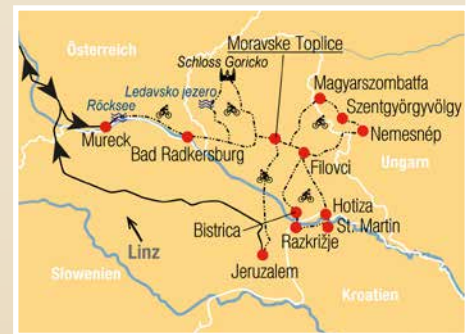 Österreich
Moravske Toplice
Schloss Goricko
Ledavsko jezero
Röcksee
Magyarszombatfa
Szentgyörgyvölgy
Mureck
Nemesnép
Bad Radkersburg
Filovci
Ungarn
Hotiza
Bistrica
St. Martin
Linz
Razkrižje
Jeruzalem
Slowenien
Kroatien